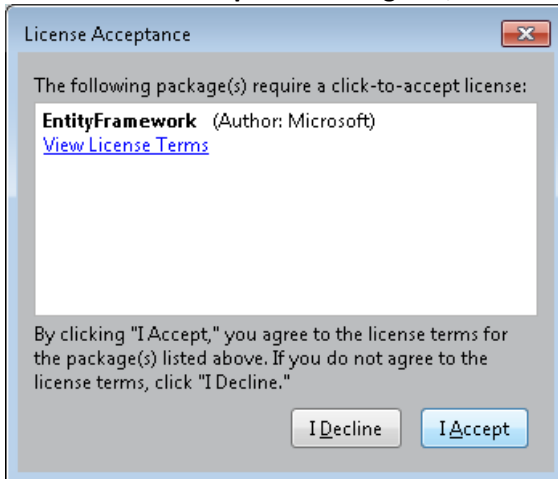 License Acceptance
The following package(s) require a click-to-accept license:
EntityFramework (Author: Microsoft)
View License Terms
By clicking "I Accept," you agree to the license terms for
the package(s) listed above. If you do not agree to the
license terms, click "I Decline."
I Decline I Accept